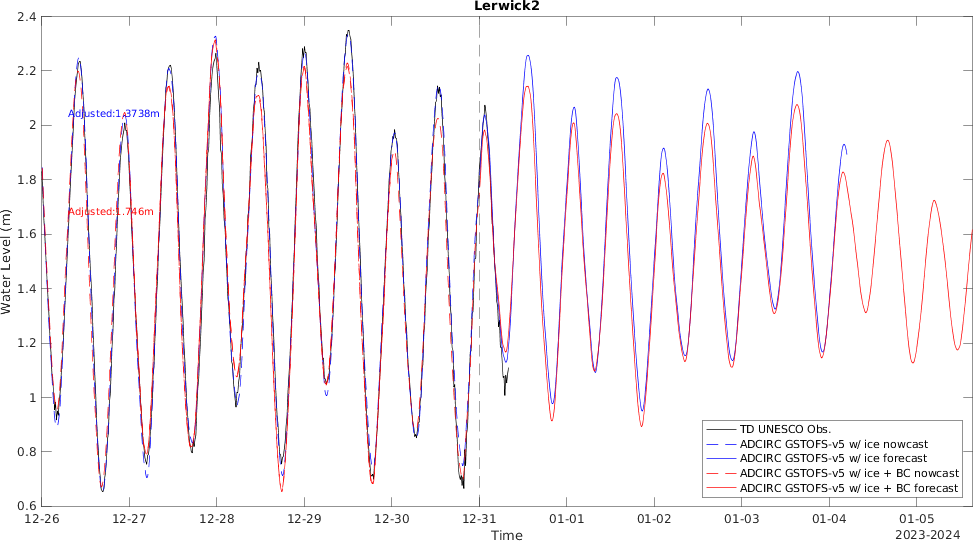 Lerwick2
2.4
2.2
2
1.8
1.6
1.4
1.2
1
0.8
0.6
Water Level (m)
Adjusted:1.3738m
Adjusted:1.746m
TD UNESCO Obs.
ADCIRC GSTOFS-v5 w/ ice nowcast
ADCIRC GSTOFS-v5 w/ ice forecast
ADCIRC GSTOFS-v5 w/ ice + BC nowcast
ADCIRC GSTOFS-v5 w/ ice + BC forecast
12-26 12-27 12-28 12-29 12-30 12-31 01-01 01-02 01-03 01-04 01-05
Time
2023-2024